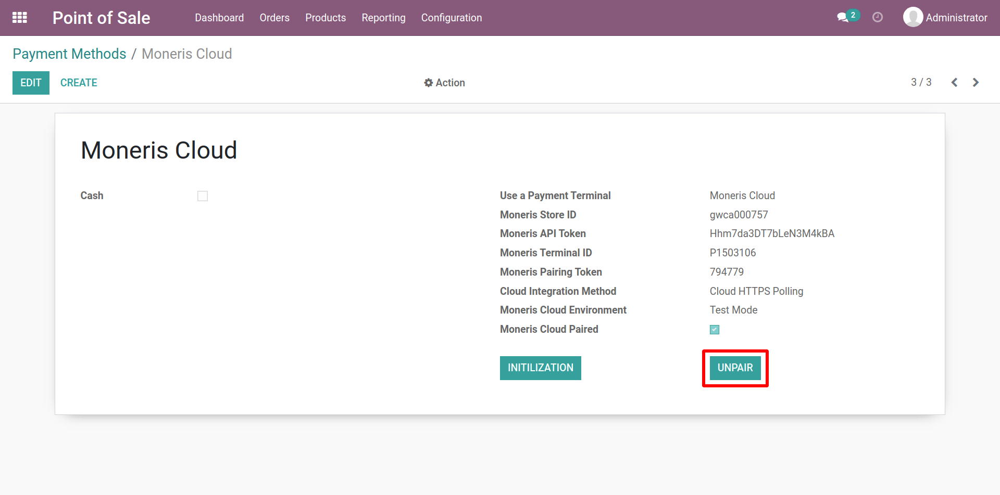 Point of Sale Dashboard Orders Products Reporting Configuration 2 Administrator
Payment Methods / Moneris Cloud
EDIT CREATE Action 3 / 3
Moneris Cloud
Cash
Use a Payment Terminal Moneris Cloud
Moneris Store ID gwca000757
Moneris API Token Hhm7da3DT7bLeN3M4kBA
Moneris Terminal ID P1503106
Moneris Pairing Token 794779
Cloud Integration Method Cloud HTTPS Polling
Moneris Cloud Environment Test Mode
Moneris Cloud Paired
INITILIZATION UNPAIR